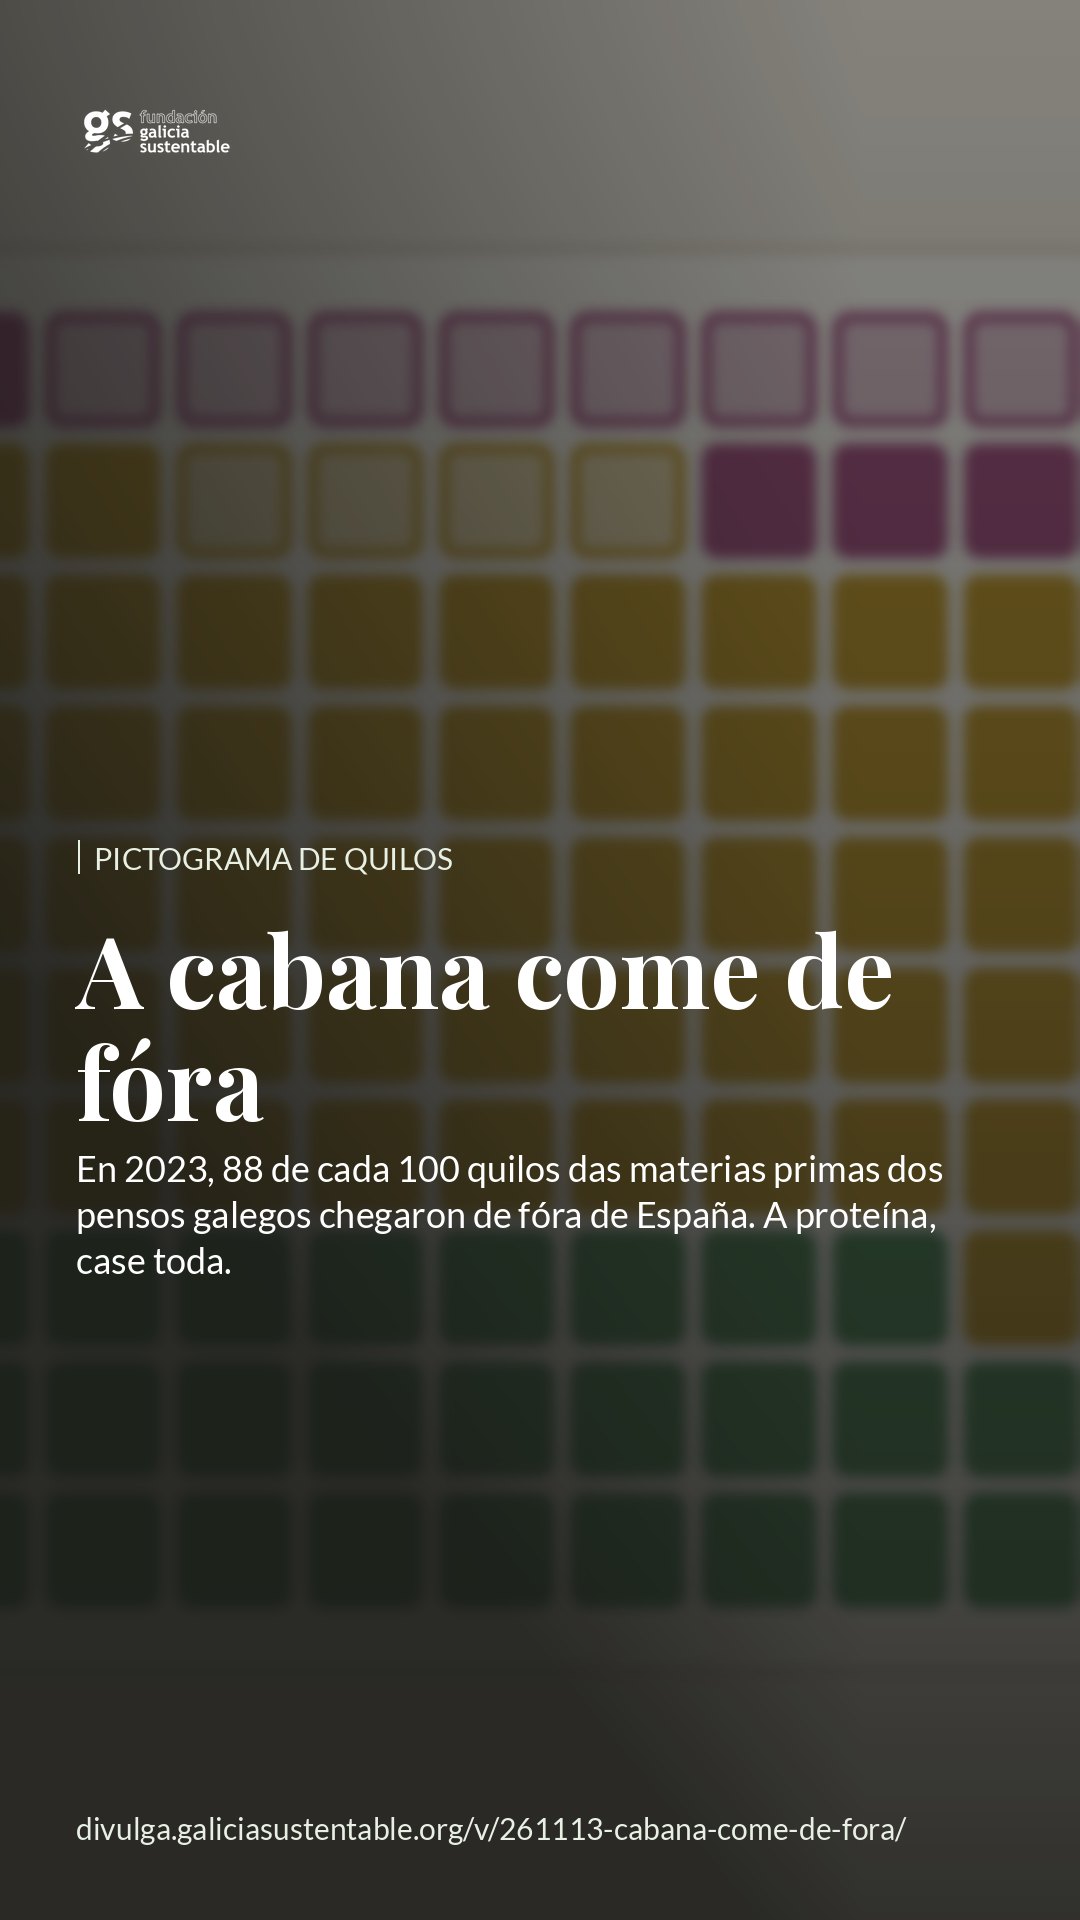 gs fundación
galicia
sustentable
PICTOGRAMA DE QUILOS
A cabana come de
fóra
En 2023, 88 de cada 100 quilos das materias primas dos
pensos galegos chegaron de fóra de España. A proteína,
case toda.
divulga.galiciasustentable.org/v/261113-cabana-come-de-fora/